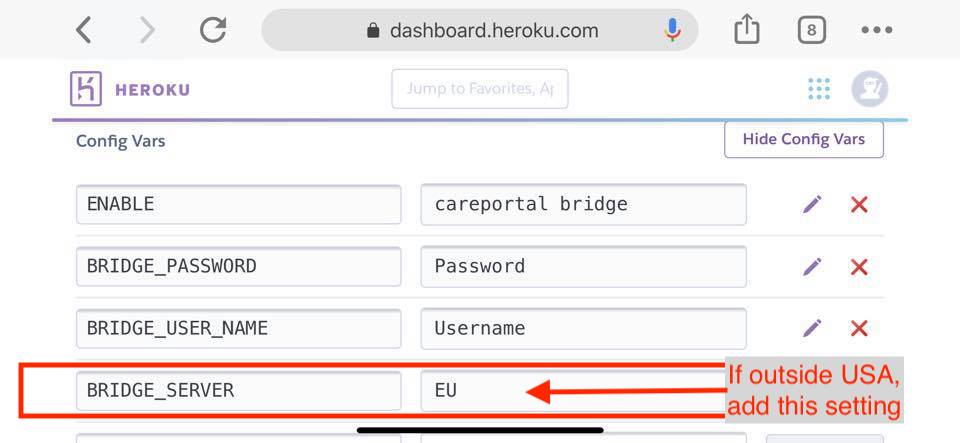 dashboard.heroku.com
8
HEROKU
Jump to Favorites, Ap
Config Vars
Hide Config Vars
ENABLE
careportal bridge
BRIDGE_PASSWORD
Password
BRIDGE_USER_NAME
Username
BRIDGE_SERVER
EU
If outside USA,
add this setting